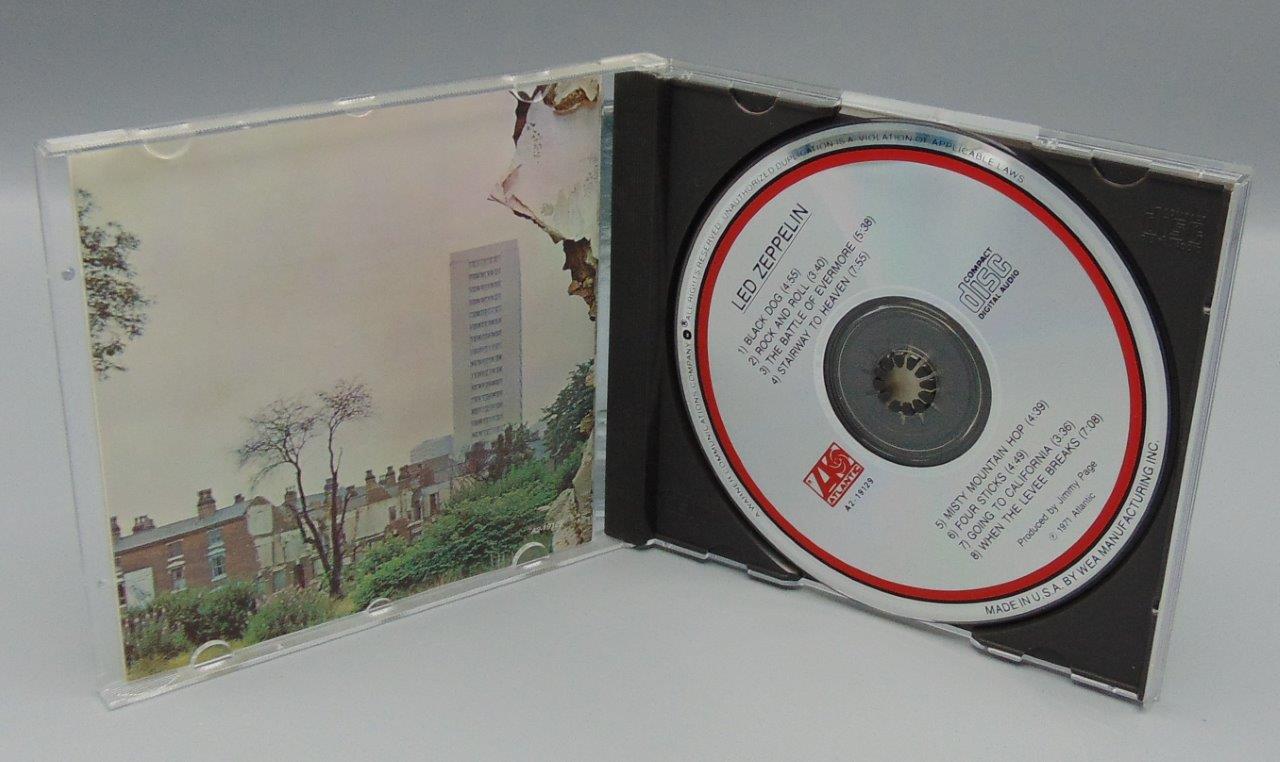 LED ZEPPELIN
1) BLACK DOG (4:55)
2) ROCK AND ROLL (3:40)
3) THE BATTLE OF EVERMORE (5:38)
4) STAIRWAY TO HEAVEN (7:55)
COMPACT
disc
DIGITAL AUDIO
ATLANTIC
A2-19129
5) MISTY MOUNTAIN HOP (4:39)
6) FOUR STICKS (4:49)
7) GOING TO CALIFORNIA (3:36)
8) WHEN THE LEVEE BREAKS (7:08)
Produced by Jimmy Page
℗ 1971 Atlantic
A WARNER COMMUNICATIONS COMPANY ALL RIGHTS RESERVED. UNAUTHORIZED DUPLICATION IS A VIOLATION OF APPLICABLE LAWS
MADE IN U.S.A. BY WEA MANUFACTURING INC.